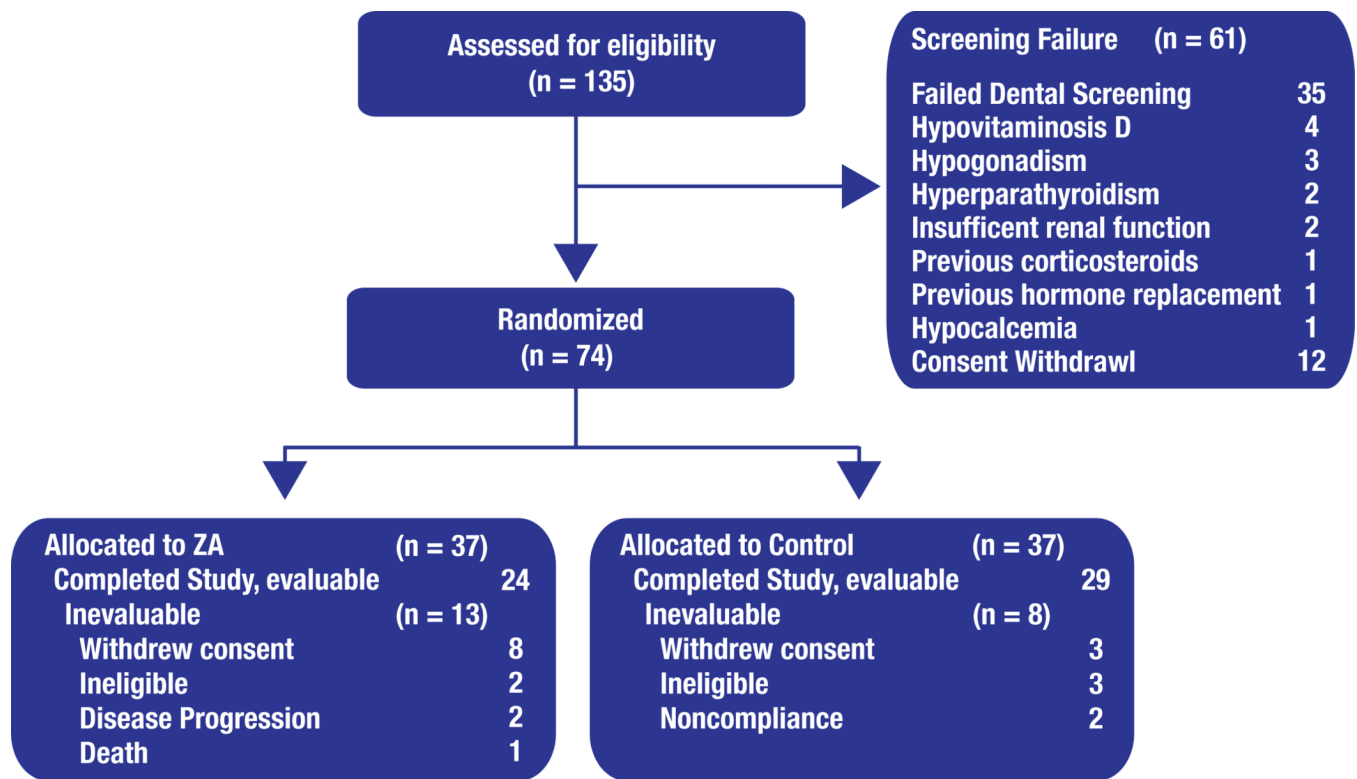 Assessed for eligibility
(n = 135)
Screening Failure (n = 61)
Failed Dental Screening 35
Hypovitaminosis D 4
Hypogonadism 3
Hyperparathyroidism 2
Insufficent renal function 2
Previous corticosteroids 1
Previous hormone replacement 1
Hypocalcemia 1
Consent Withdrawl 12
Randomized
(n = 74)
Allocated to ZA (n = 37)
Completed Study, evaluable 24
Inevaluable (n = 13)
Withdrew consent 8
Ineligible 2
Disease Progression 2
Death 1
Allocated to Control (n = 37)
Completed Study, evaluable 29
Inevaluable (n = 8)
Withdrew consent 3
Ineligible 3
Noncompliance 2